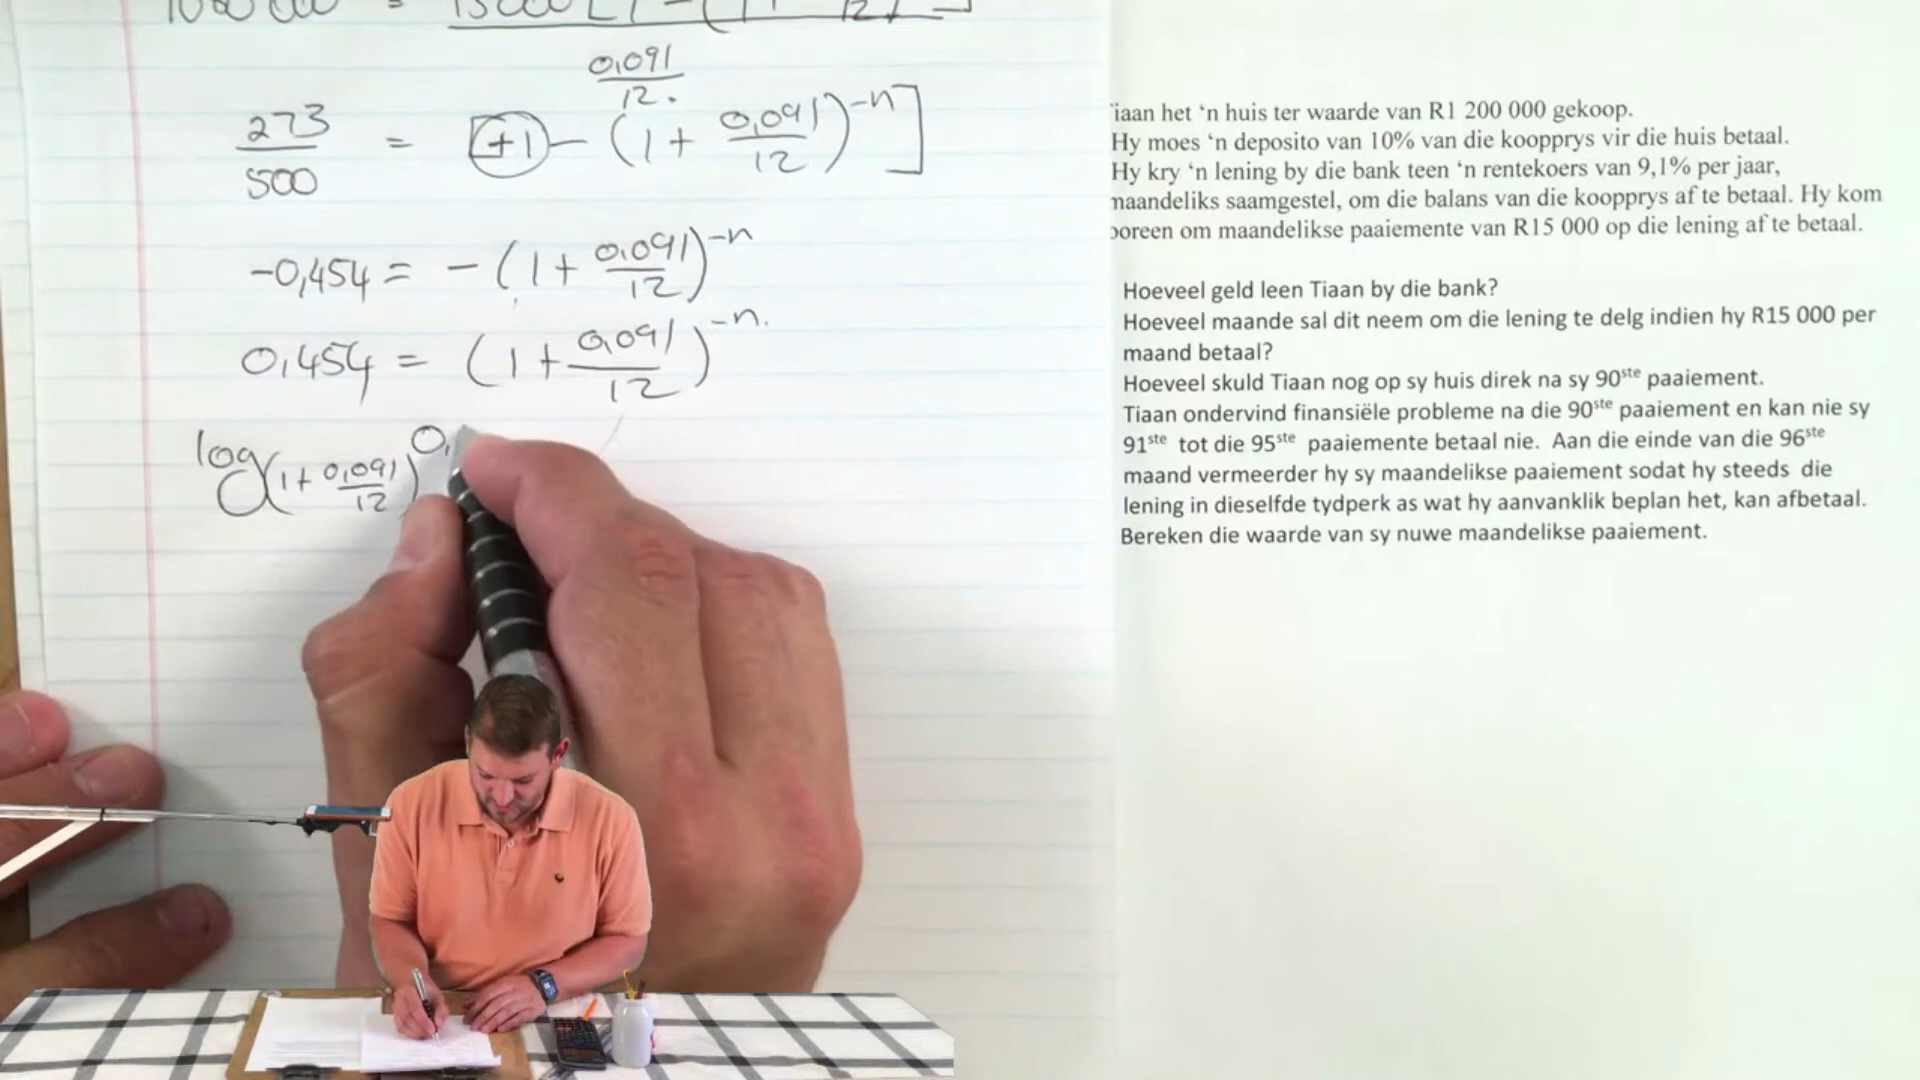 1080 000 = 15000 [1 - (1 + 12)
0,091
12
273/500 = [+1 - (1 + 0,091/12)^-n]
-0,454 = - (1 + 0,091/12)^-n
0,454 = (1 + 0,091/12)^-n.
log(1 + 0,091/12) 0,
iaan het ‘n huis ter waarde van R1 200 000 gekoop.
Hy moes ‘n deposito van 10% van die koopprys vir die huis betaal.
Hy kry ‘n lening by die bank teen ‘n rentekoers van 9,1% per jaar,
maandeliks saamgestel, om die balans van die koopprys af te betaal. Hy kom
ooreen om maandelikse paaiemente van R15 000 op die lening af te betaal.
Hoeveel geld leen Tiaan by die bank?
Hoeveel maande sal dit neem om die lening te delg indien hy R15 000 per
maand betaal?
Hoeveel skuld Tiaan nog op sy huis direk na sy 90ste paaiement.
Tiaan ondervind finansiële probleme na die 90ste paaiement en kan nie sy
91ste tot die 95ste paaiemente betaal nie. Aan die einde van die 96ste
maand vermeerder hy sy maandelikse paaiement sodat hy steeds die
lening in dieselfde tydperk as wat hy aanvanklik beplan het, kan afbetaal.
Bereken die waarde van sy nuwe maandelikse paaiement.